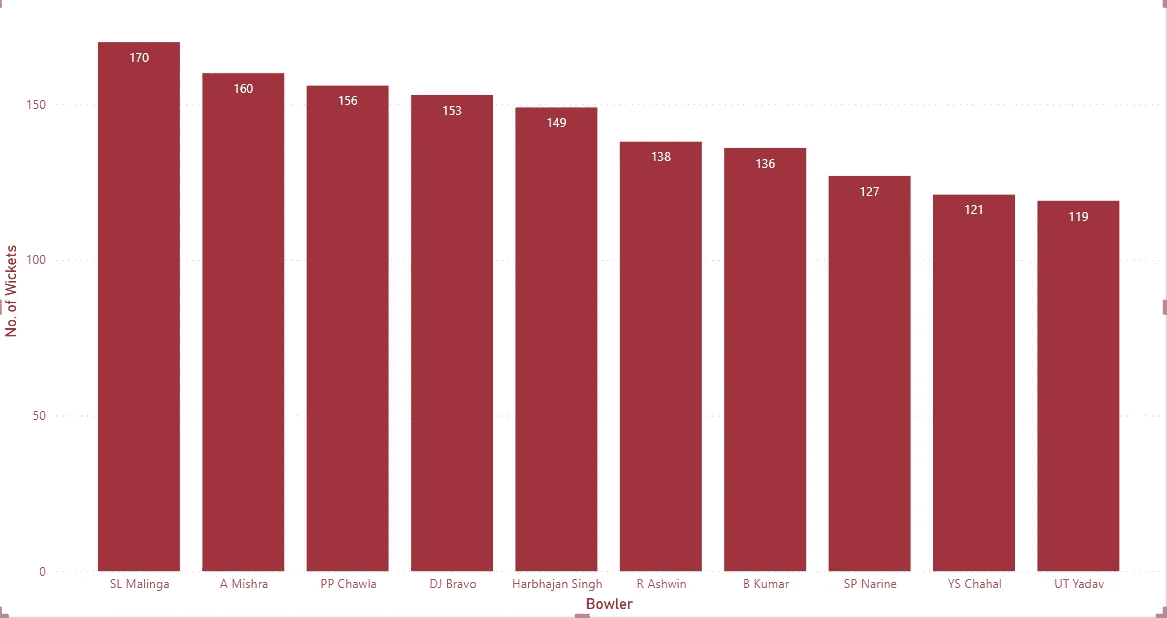 No. of Wickets
150
100
50
0
170
160
156
153
149
138
136
127
121
119
SL Malinga
A Mishra
PP Chawla
DJ Bravo
Harbhajan Singh
R Ashwin
B Kumar
SP Narine
YS Chahal
UT Yadav
Bowler